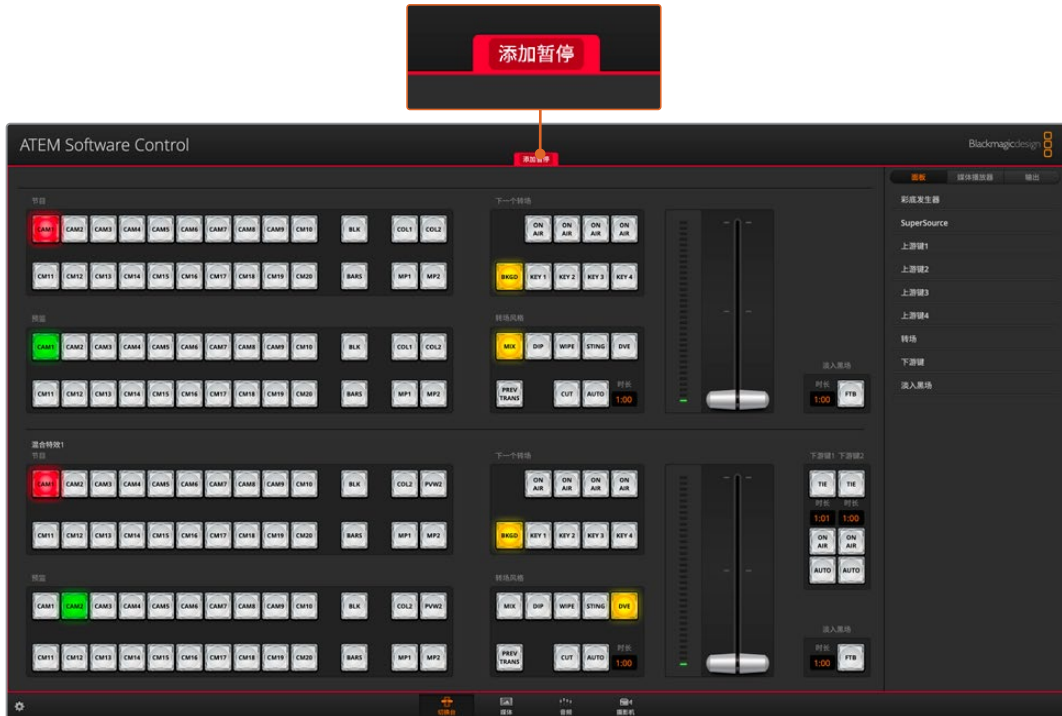 添加暂停
ATEM Software Control
添加暂停
Blackmagicdesign
面板 媒体播放器 输出
节目
CAM1 CAM2 CAM3 CAM4 CAM5 CAM6 CAM7 CAM8 CAM9 CM10 BLK COL1 COL2
CM11 CM12 CM13 CM14 CM15 CM16 CM17 CM18 CM19 CM20 BARS MP1 MP2
预监
CAM1 CAM2 CAM3 CAM4 CAM5 CAM6 CAM7 CAM8 CAM9 CM10 BLK COL1 COL2
CM11 CM12 CM13 CM14 CM15 CM16 CM17 CM18 CM19 CM20 BARS MP1 MP2
下一个转场
ON AIR ON AIR ON AIR ON AIR
BKGD KEY 1 KEY 2 KEY 3 KEY 4
转场风格
MIX DIP WIPE STING DVE
PREV TRANS CUT AUTO 时长 1:00
淡入黑场
时长 1:00 FTB
彩底发生器
SuperSource
上游键1
上游键2
上游键3
上游键4
转场
下游键
淡入黑场
混合特效1
节目
CAM1 CAM2 CAM3 CAM4 CAM5 CAM6 CAM7 CAM8 CAM9 CM10 BLK COL2 PVW2
CM11 CM12 CM13 CM14 CM15 CM16 CM17 CM18 CM19 CM20 BARS MP1 MP2
预监
CAM1 CAM2 CAM3 CAM4 CAM5 CAM6 CAM7 CAM8 CAM9 CM10 BLK COL2 PVW2
CM11 CM12 CM13 CM14 CM15 CM16 CM17 CM18 CM19 CM20 BARS MP1 MP2
下一个转场
ON AIR ON AIR ON AIR ON AIR
BKGD KEY 1 KEY 2 KEY 3 KEY 4
转场风格
MIX DIP WIPE STING DVE
PREV TRANS CUT AUTO 时长 1:00
下游键1 下游键2
TIE TIE
时长 时长
1:01 1:00
ON AIR ON AIR
AUTO AUTO
淡入黑场
时长 1:00 FTB
切换台 媒体 音频 摄影机